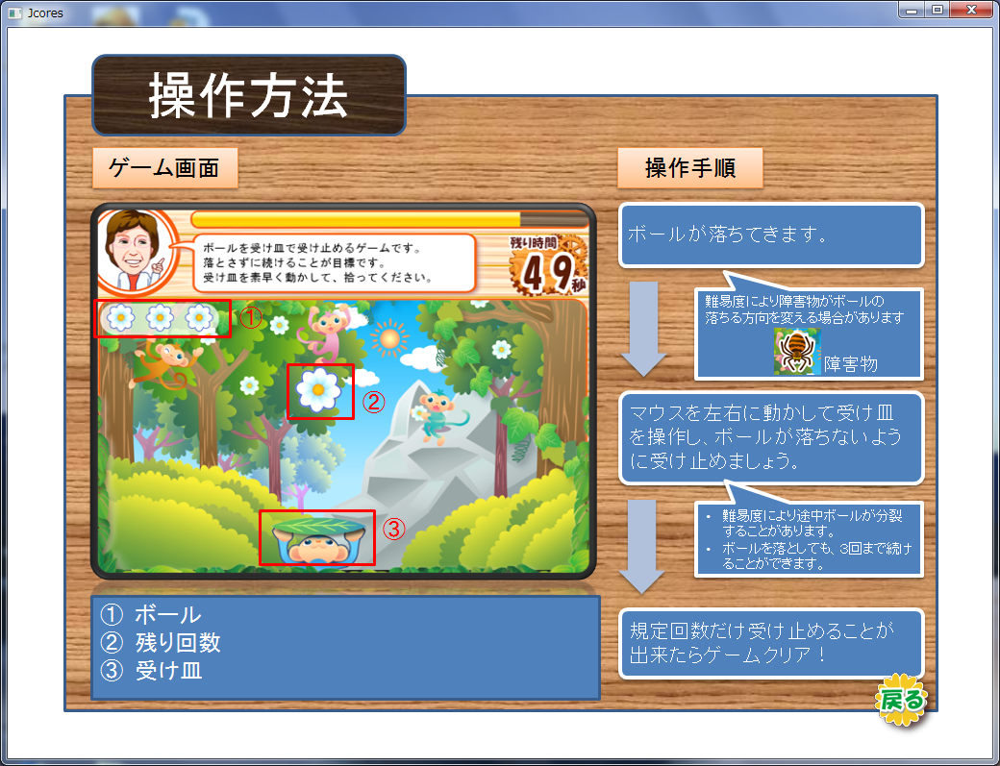 Jcores
操作方法
ゲーム画面
ボールを受け皿で受け止めるゲームです。
落とさずに続けることが目標です。
受け皿を素早く動かして、拾ってください。
残り時間
49秒
①
②
③
① ボール
② 残り回数
③ 受け皿
操作手順
ボールが落ちてきます。
難易度により障害物がボールの
落ちる方向を変える場合があります
障害物
マウスを左右に動かして受け皿
を操作し、ボールが落ちないよう
に受け止めましょう。
• 難易度により途中ボールが分裂
することがあります。
• ボールを落としても、3回まで続け
ることができます。
規定回数だけ受け止めることが
出来たらゲームクリア！
戻る